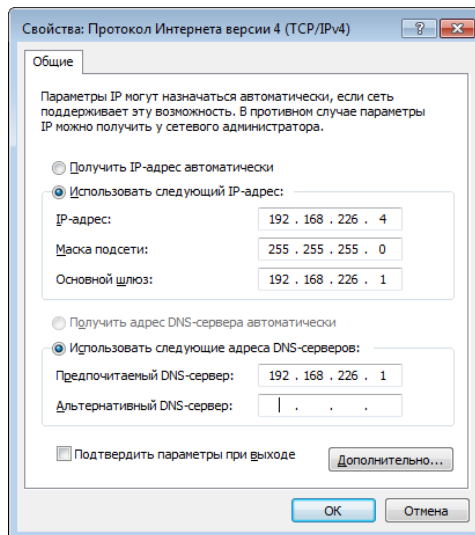 Свойства: Протокол Интернета версии 4 (TCP/IPv4)
Общие
Параметры IP могут назначаться автоматически, если сеть
поддерживает эту возможность. В противном случае параметры
IP можно получить у сетевого администратора.
Получить IP-адрес автоматически
Использовать следующий IP-адрес:
IP-адрес: 192 . 168 . 226 . 4
Маска подсети: 255 . 255 . 255 . 0
Основной шлюз: 192 . 168 . 226 . 1
Получить адрес DNS-сервера автоматически
Использовать следующие адреса DNS-серверов:
Предпочитаемый DNS-сервер: 192 . 168 . 226 . 1
Альтернативный DNS-сервер: . . .
Подтвердить параметры при выходе
Дополнительно...
ОК Отмена